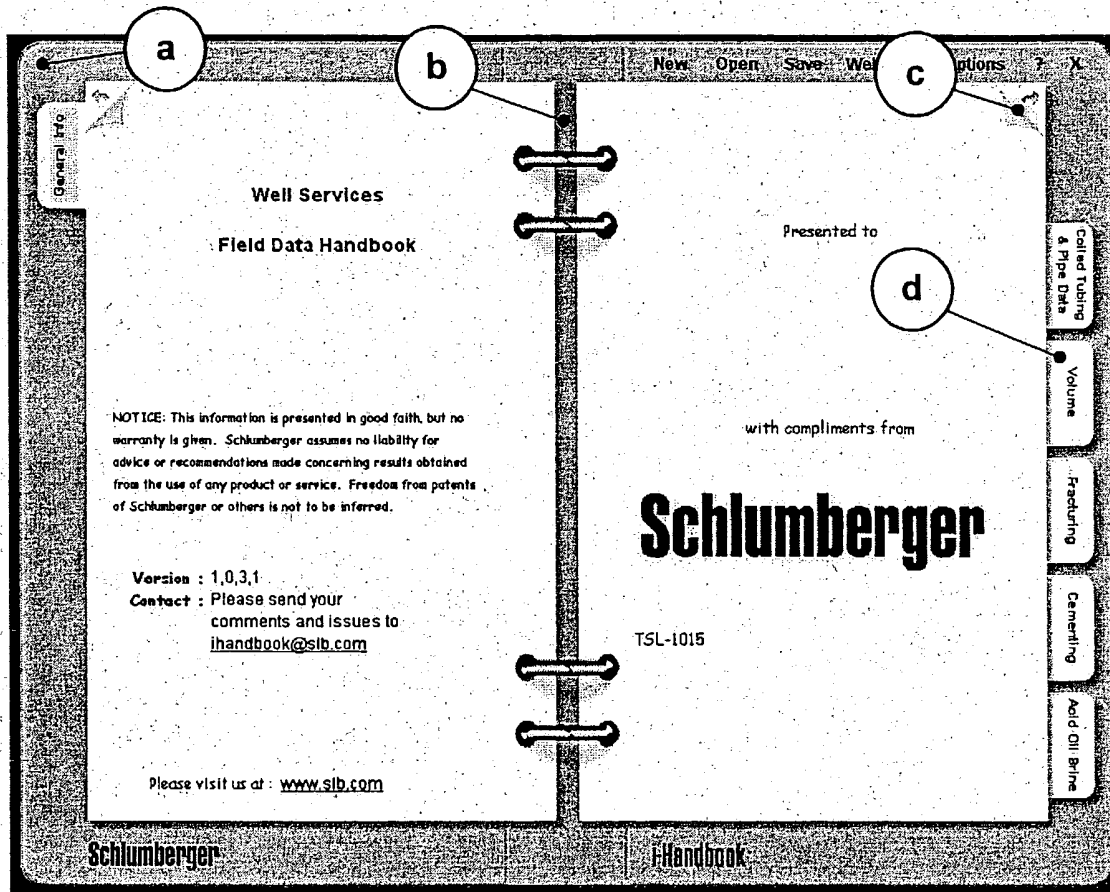 a
b
c
d
New Open Save We ptions ? X
General Info
Well Services
Field Data Handbook
NOTICE: This information is presented in good faith, but no
warranty is given. Schlumberger assumes no liability for
advice or recommendations made concerning results obtained
from the use of any product or service. Freedom from patents
of Schlumberger or others is not to be inferred.
Version : 1,0,3,1
Contact : Please send your
comments and issues to
ihandbook@slb.com
Please visit us at : www.slb.com
Schlumberger
Presented to
with compliments from
Schlumberger
TSL-1015
Coiled Tubing
& Pipe Data
Volume
Fracturing
Cementing
Acid Oil Brine
i-Handbook